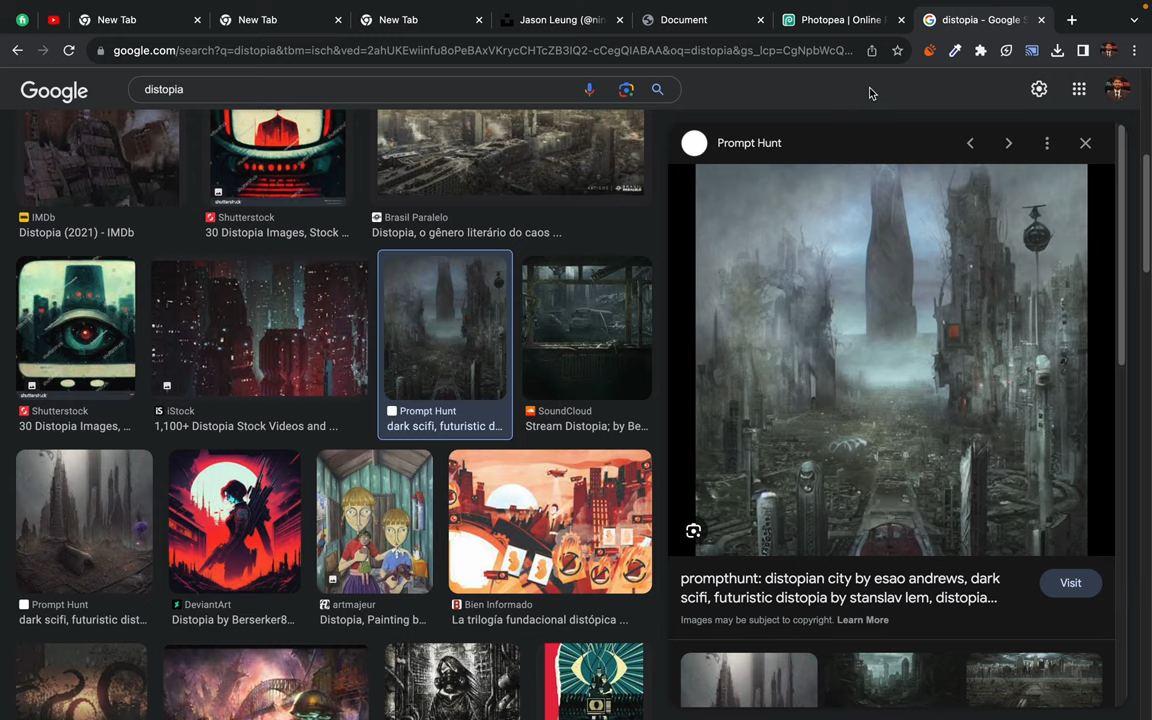 New Tab
New Tab
New Tab
Jason Leung (@nin
Document
Photopea | Online P
distopia - Google S
google.com/search?q=distopia&tbm=isch&ved=2ahUKEwiinfu8oPeBAxVKrycCHTcZB3IQ2-cCegQIABAA&oq=distopia&gs_lcp=CgNpbWcQ...
Google
distopia
Prompt Hunt
IMDb
Distopia (2021) - IMDb
Shutterstock
30 Distopia Images, Stock ...
Brasil Paralelo
Distopia, o gênero literário do caos ...
Shutterstock
30 Distopia Images, ...
iStock
1,100+ Distopia Stock Videos and ...
Prompt Hunt
dark scifi, futuristic d...
SoundCloud
Stream Distopia; by Be...
prompthunt: distopian city by esao andrews, dark
scifi, futuristic distopia by stanslav lem, distopia...
Visit
Images may be subject to copyright. Learn More
Prompt Hunt
dark scifi, futuristic dist...
DeviantArt
Distopia by Berserker8...
artmajeur
Distopia, Painting b...
Bien Informado
La trilogía fundacional distópica ...